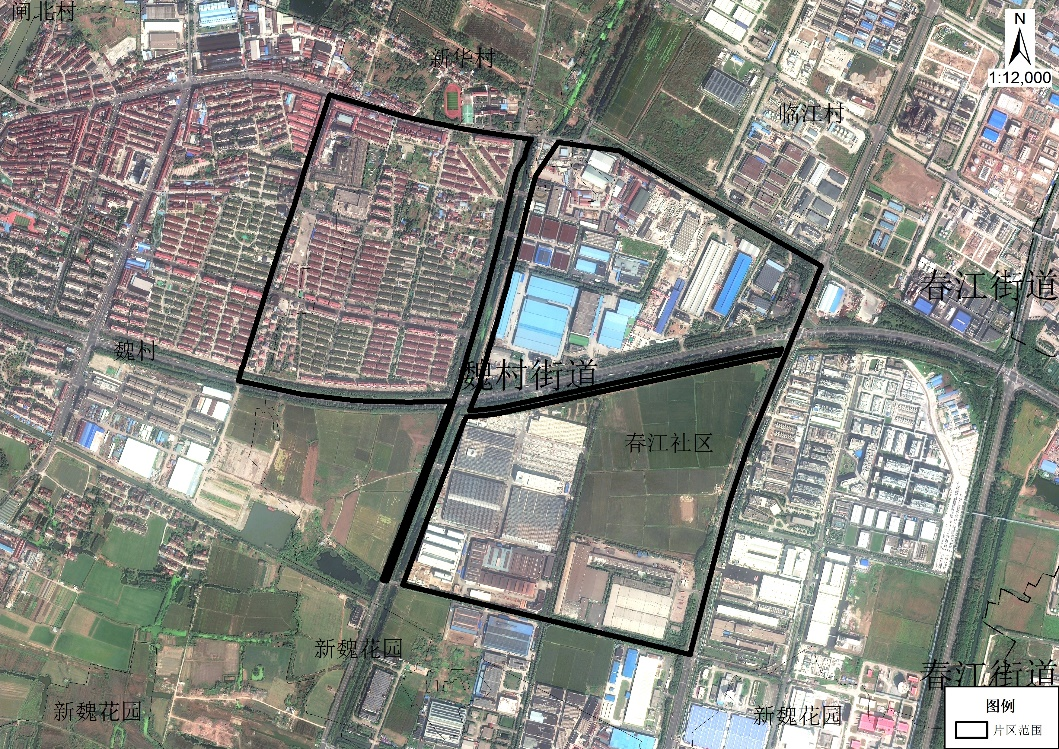 闸北村
N
1:12,000
新华村
临江村
春江街道
魏村
魏村街道
春江社区
新魏花园
春江街道
新魏花园
新魏花园
图例
片区范围